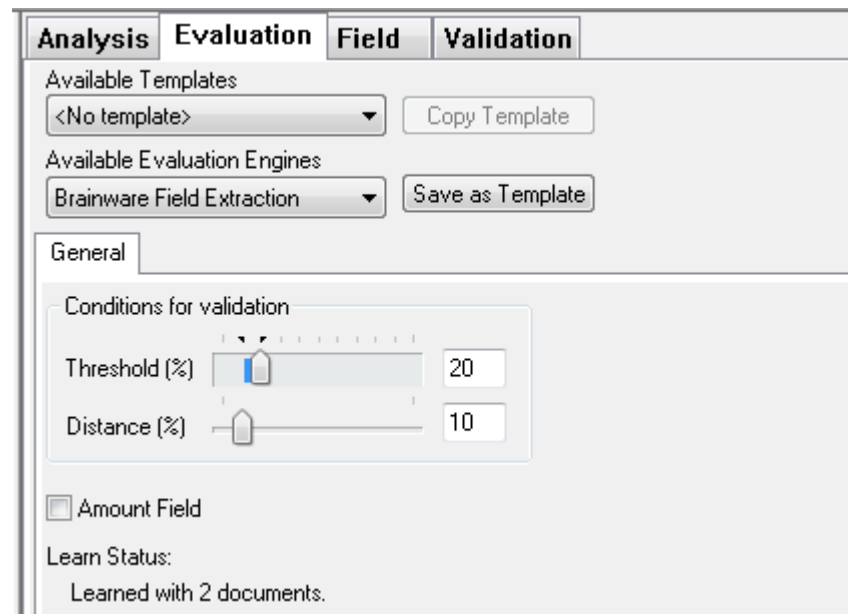 Analysis Evaluation Field Validation
Available Templates
<No template> Copy Template
Available Evaluation Engines
Brainware Field Extraction Save as Template
General
Conditions for validation
Threshold (%) 20
Distance (%) 10
Amount Field
Learn Status:
Learned with 2 documents.